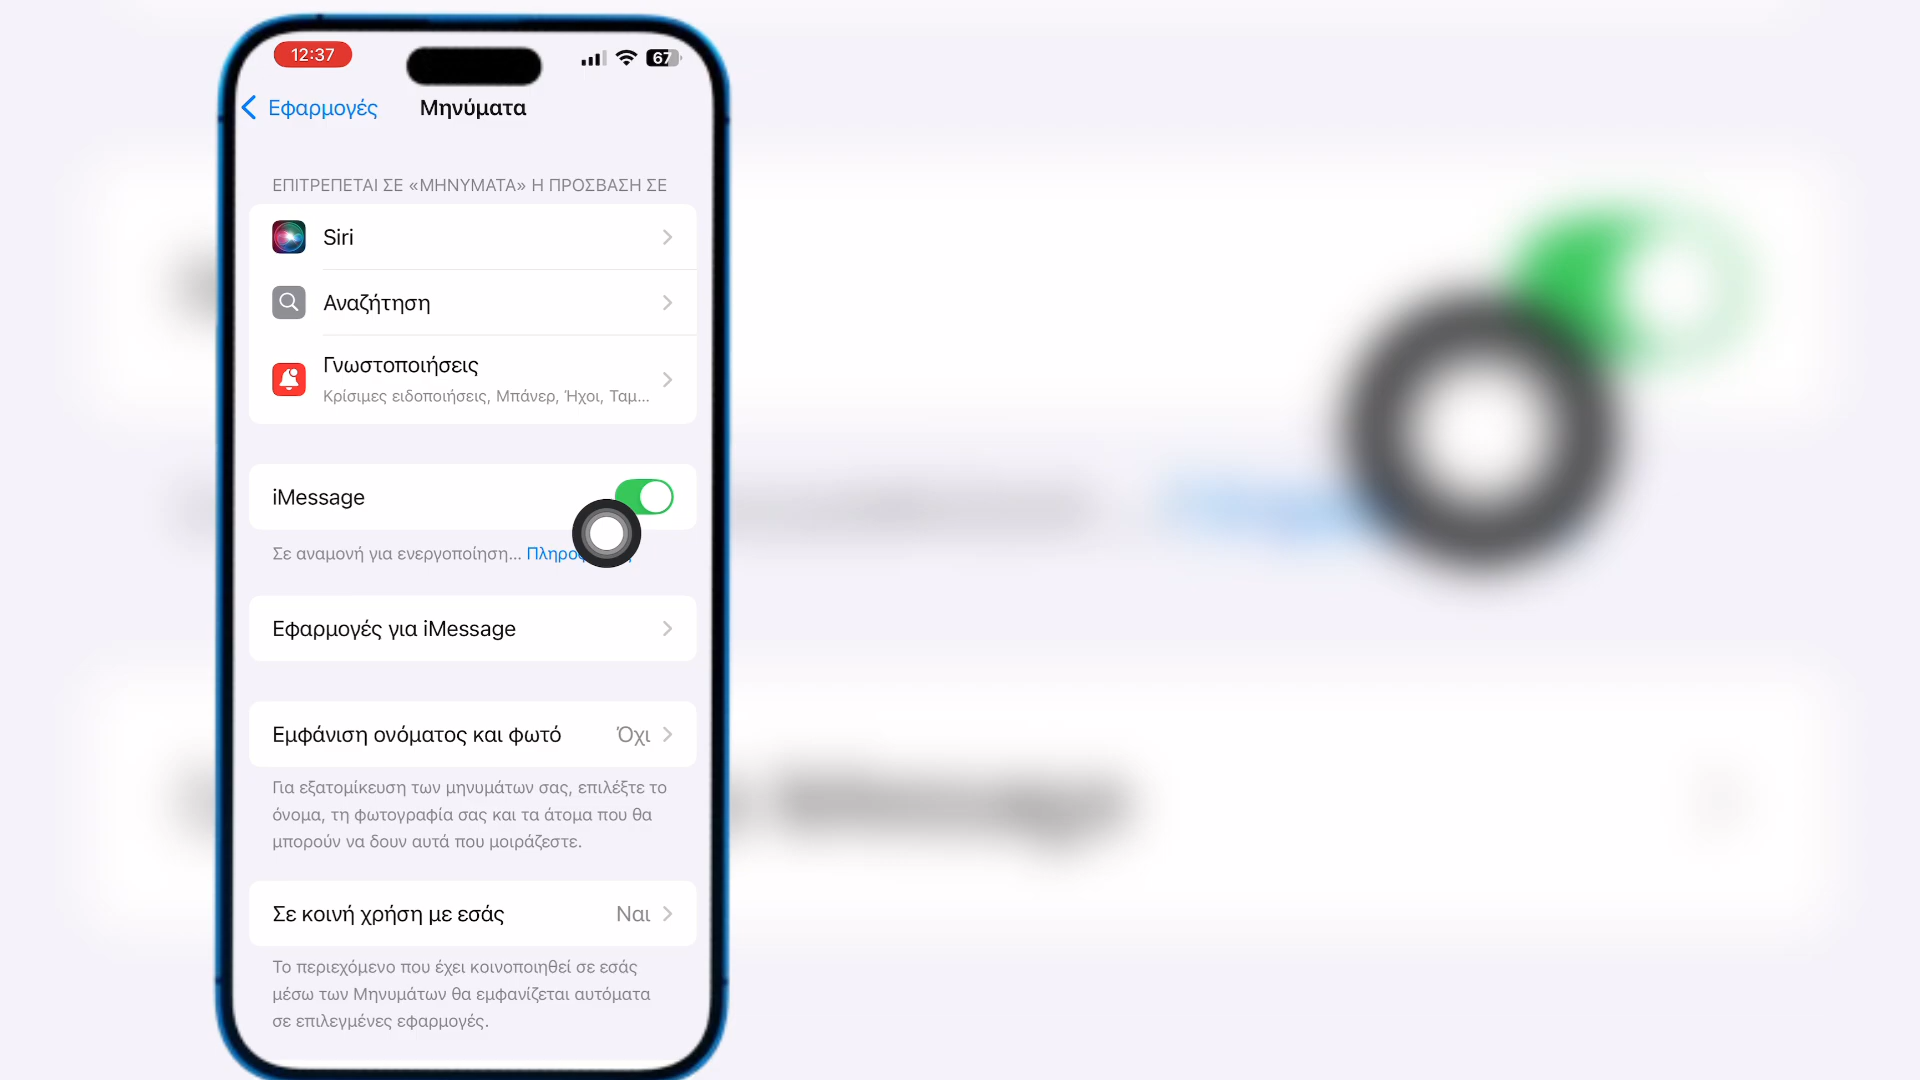 12:37
67
Εφαρμογές
Μηνύματα
ΕΠΙΤΡΕΠΕΤΑΙ ΣΕ «ΜΗΝΥΜΑΤΑ» Η ΠΡΟΣΒΑΣΗ ΣΕ
Siri
Αναζήτηση
Γνωστοποιήσεις
Κρίσιμες ειδοποιήσεις, Μπάνερ, Ήχοι, Ταμ...
iMessage
Σε αναμονή για ενεργοποίηση...
Εφαρμογές για iMessage
Εμφάνιση ονόματος και φωτό
Όχι
Για εξατομίκευση των μηνυμάτων σας, επιλέξτε το
όνομα, τη φωτογραφία σας και τα άτομα που θα
μπορούν να δουν αυτά που μοιράζεστε.
Σε κοινή χρήση με εσάς
Ναι
Το περιεχόμενο που έχει κοινοποιηθεί σε εσάς
μέσω των Μηνυμάτων θα εμφανίζεται αυτόματα
σε επιλεγμένες εφαρμογές.